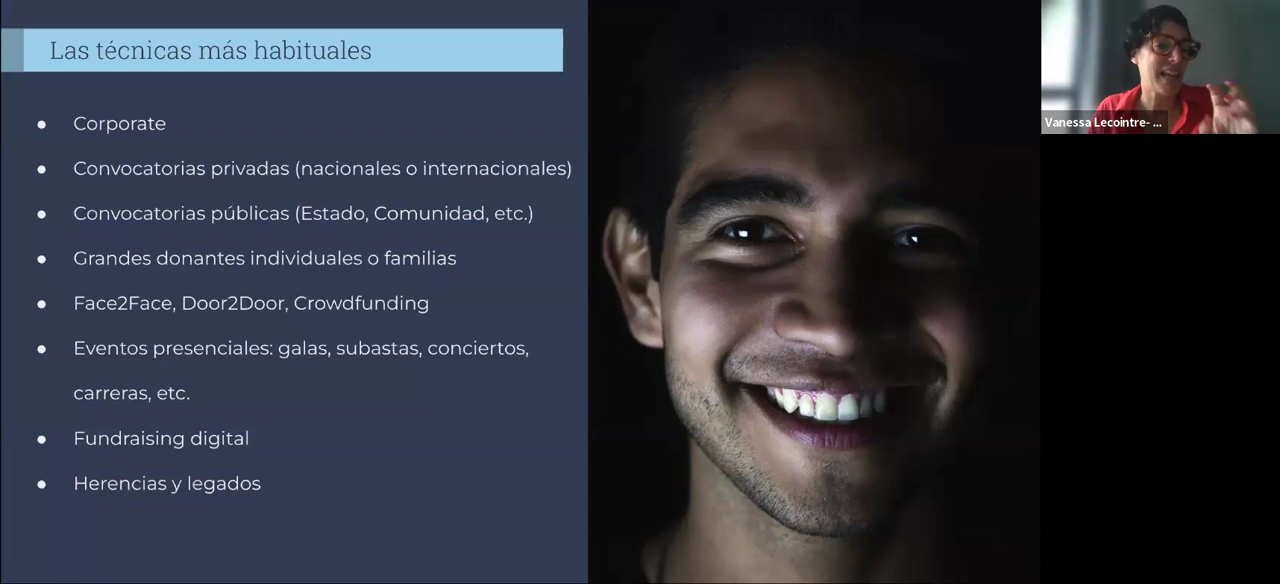 Las técnicas más habituales
● Corporate
● Convocatorias privadas (nacionales o internacionales)
● Convocatorias públicas (Estado, Comunidad, etc.)
● Grandes donantes individuales o familias
● Face2Face, Door2Door, Crowdfunding
● Eventos presenciales: galas, subastas, conciertos,
carreras, etc.
● Fundraising digital
● Herencias y legados
Vanessa Lecointre- ...